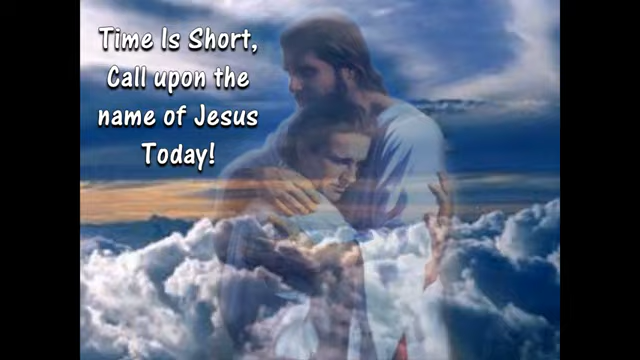 Time Is Short,
Call upon the
name of Jesus
Today!